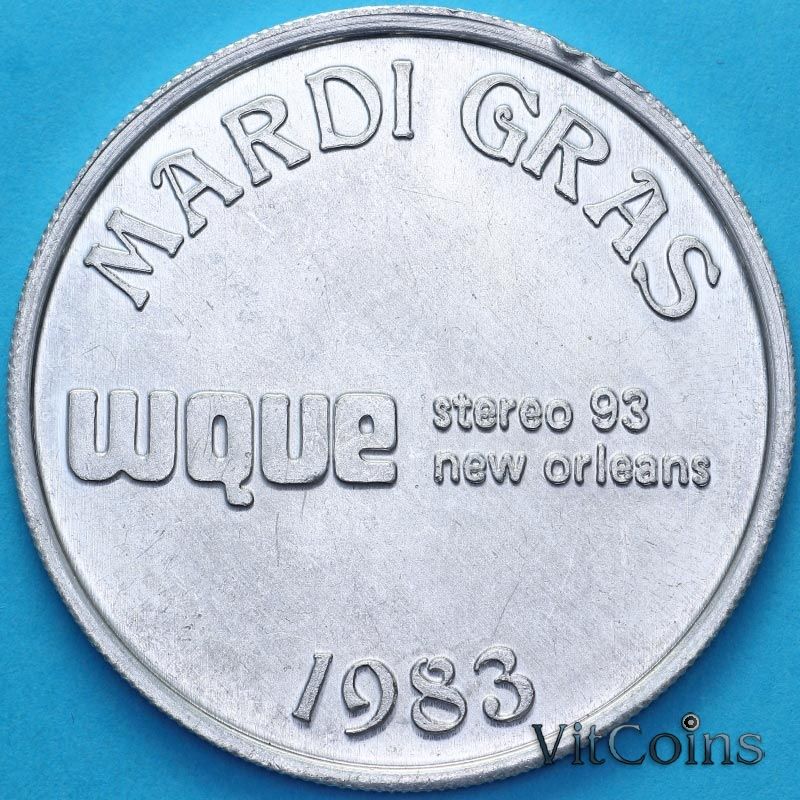 MARDI GRAS
wque stereo 93
new orleans
1983
VitCoins